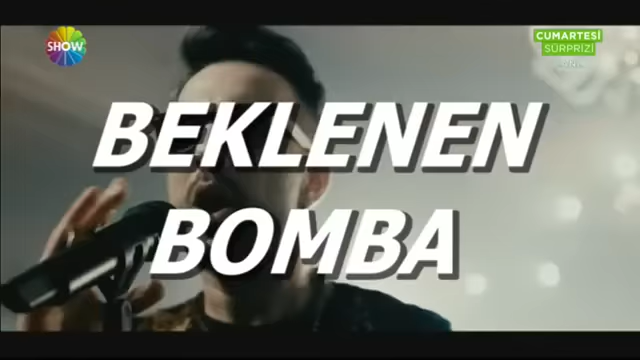 SHOW
CUMARTESİ
SÜRPRİZİ
BEKLENEN
BOMBA